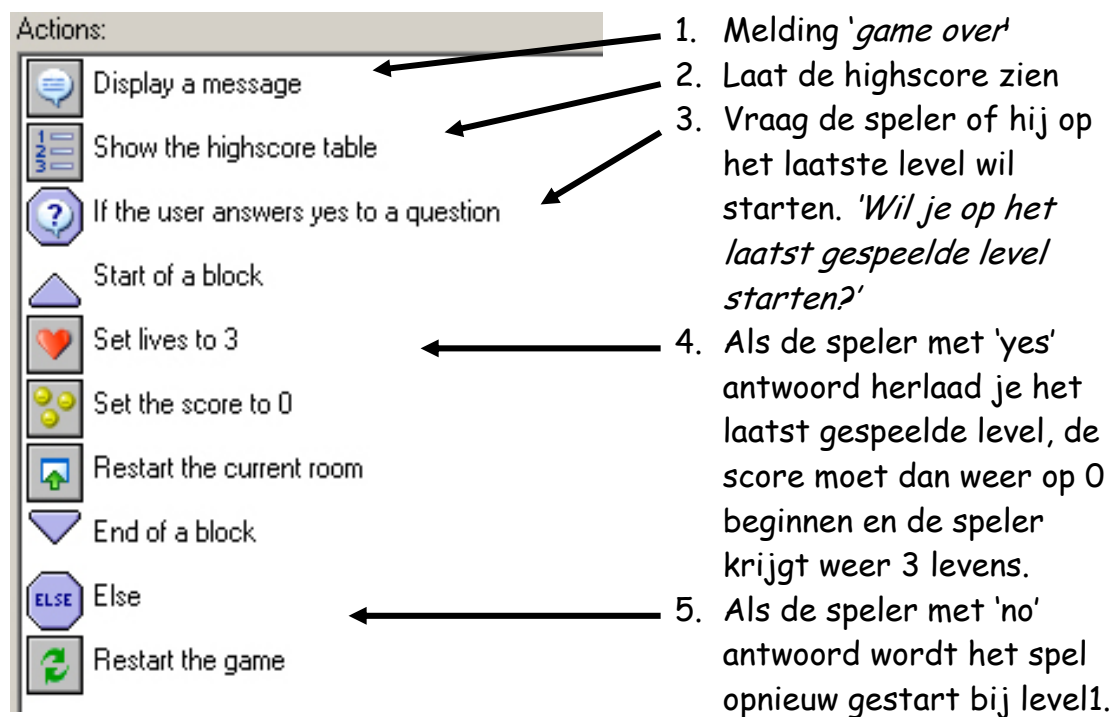 Actions:
Display a message
Show the highscore table
1
2
3
If the user answers yes to a question
Start of a block
Set lives to 3
Set the score to 0
Restart the current room
End of a block
ELSE
Else
Restart the game
1. Melding ‘game over’
2. Laat de highscore zien
3. Vraag de speler of hij op
het laatste level wil
starten. ‘Wil je op het
laatst gespeelde level
starten?’
4. Als de speler met ‘yes’
antwoord herlaad je het
laatst gespeelde level, de
score moet dan weer op 0
beginnen en de speler
krijgt weer 3 levens.
5. Als de speler met ‘no’
antwoord wordt het spel
opnieuw gestart bij level1.